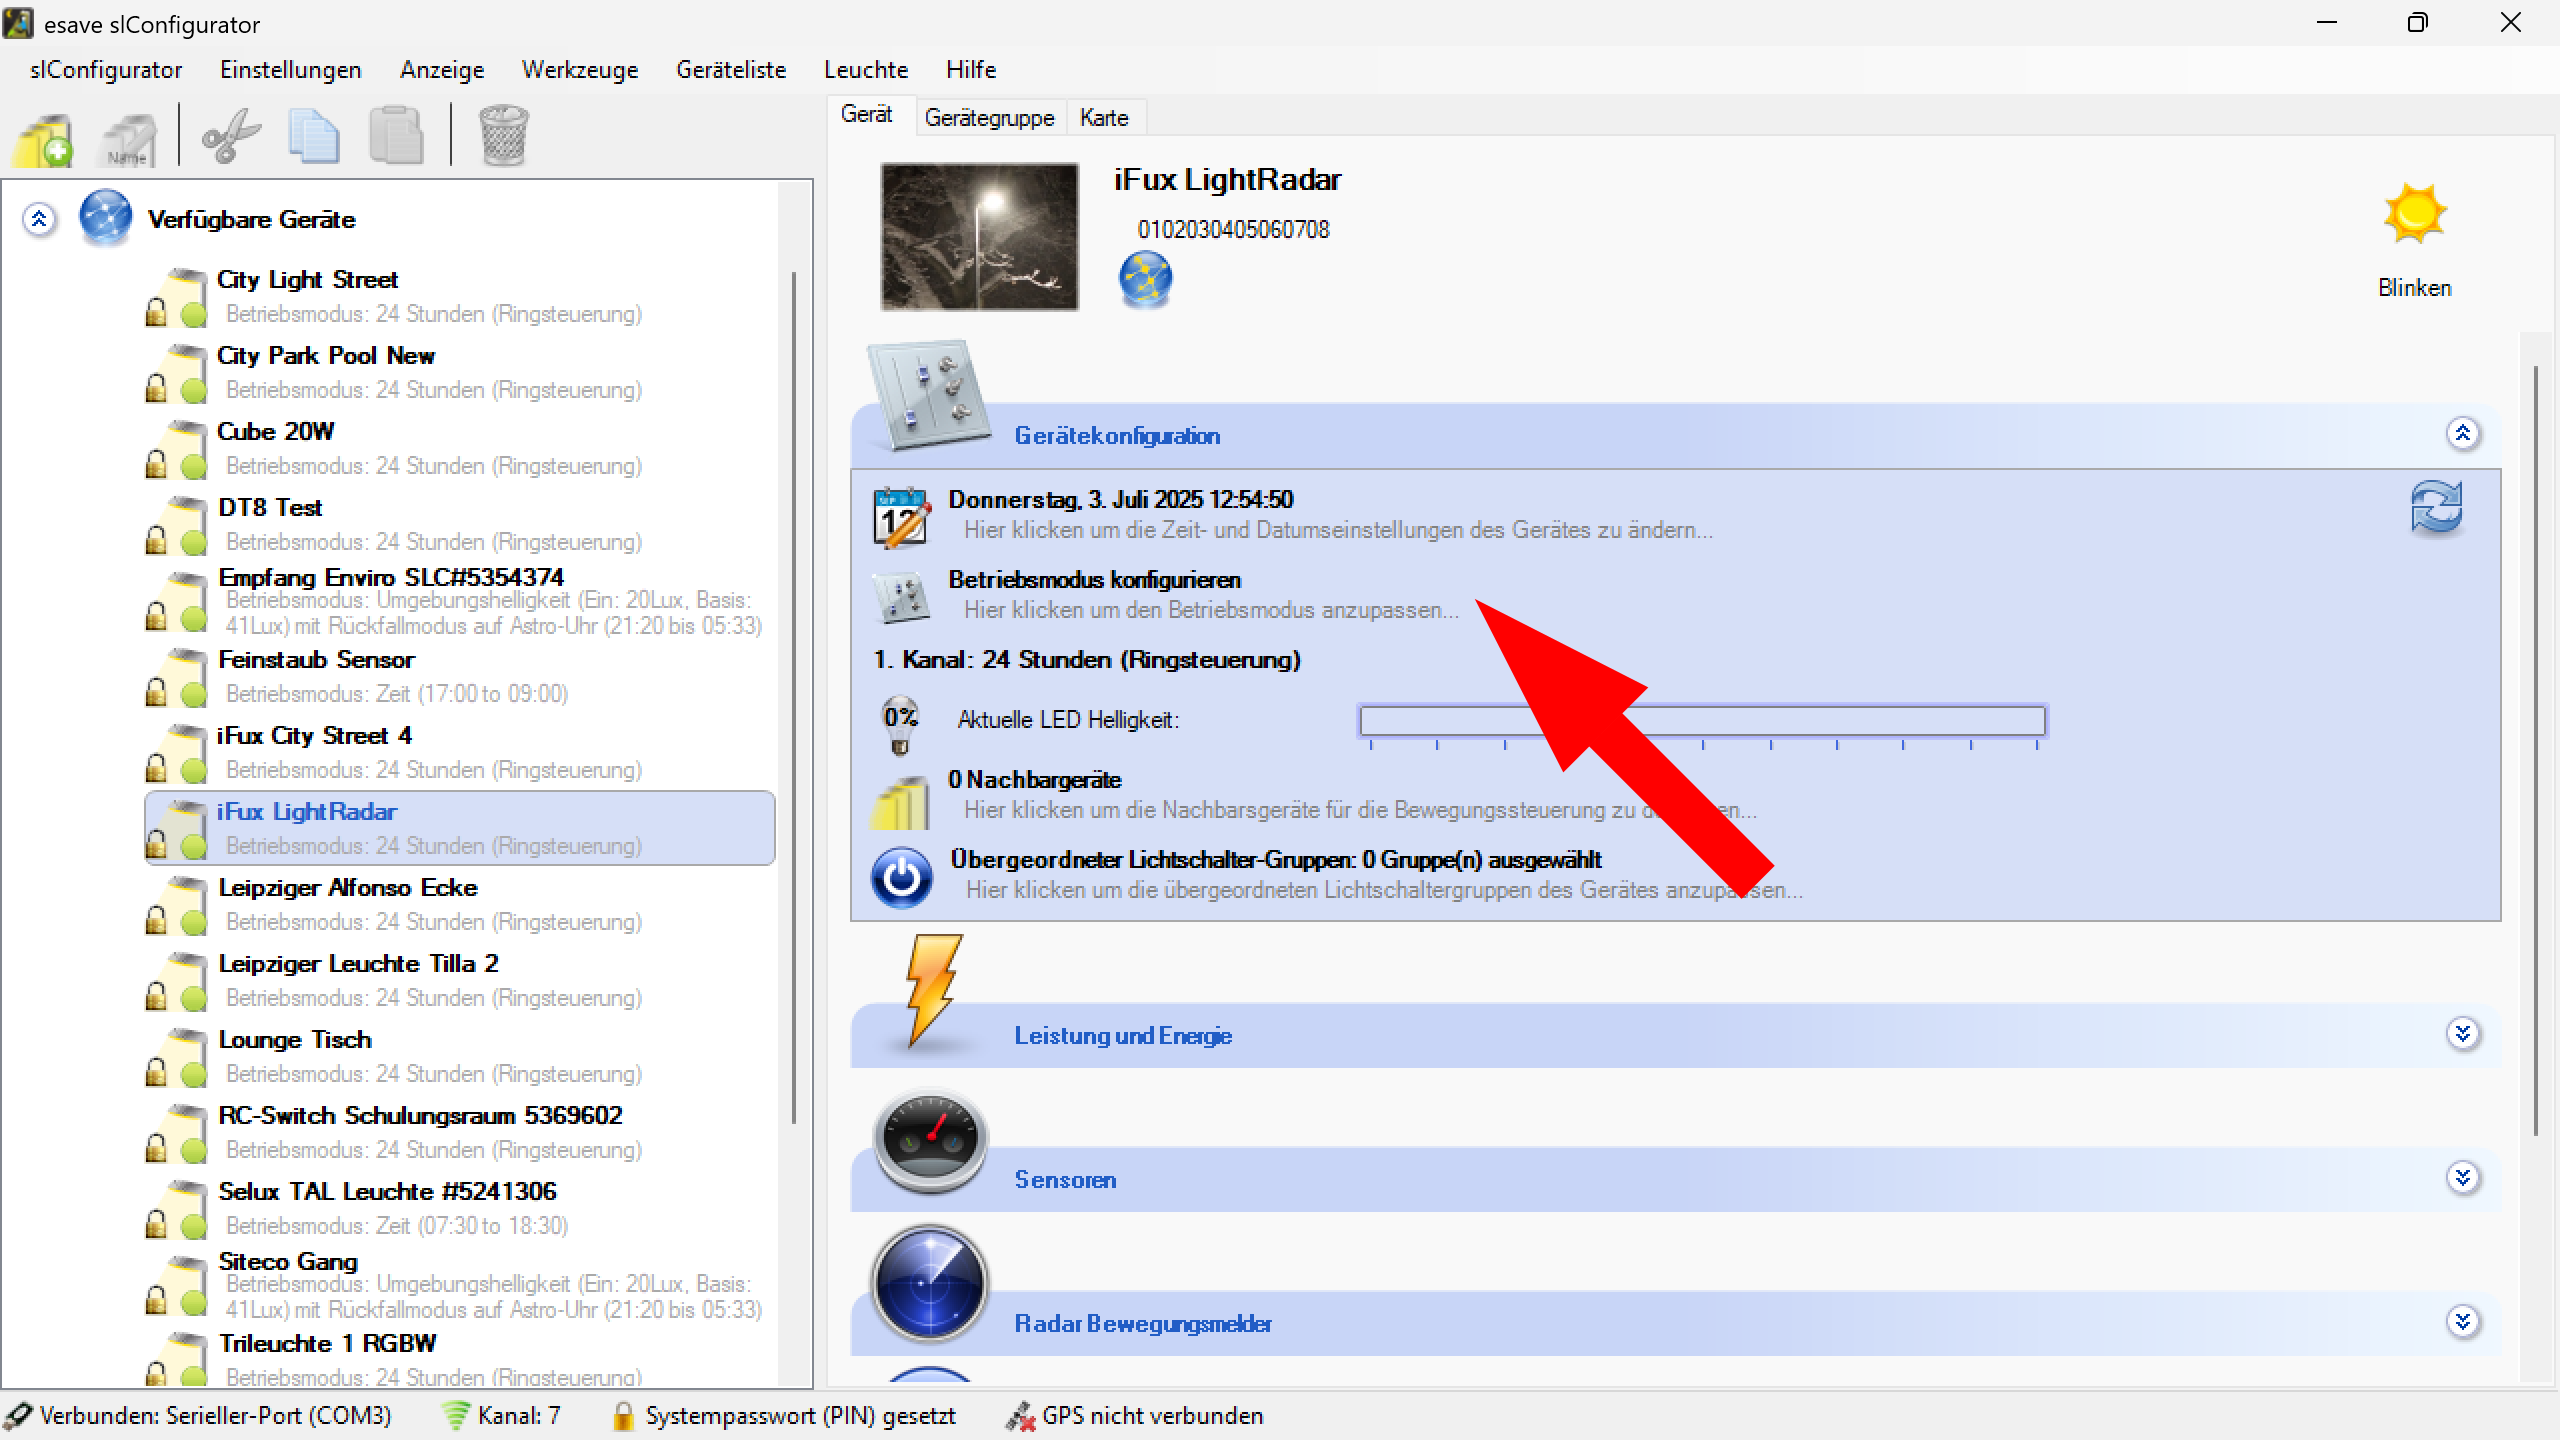 esave slConfigurator
slConfigurator Einstellungen Anzeige Werkzeuge Geräteliste Leuchte Hilfe
Name
Verfügbare Geräte
City Light Street
Betriebsmodus: 24 Stunden (Ringsteuerung)
City Park Pool New
Betriebsmodus: 24 Stunden (Ringsteuerung)
Cube 20W
Betriebsmodus: 24 Stunden (Ringsteuerung)
DT8 Test
Betriebsmodus: 24 Stunden (Ringsteuerung)
Empfang Enviro SLC#5354374
Betriebsmodus: Umgebungshelligkeit (Ein: 20Lux, Basis:
41Lux) mit Rückfallmodus auf Astro-Uhr (21:20 bis 05:33)
Feinstaub Sensor
Betriebsmodus: Zeit (17:00 to 09:00)
iFux City Street 4
Betriebsmodus: 24 Stunden (Ringsteuerung)
iFux LightRadar
Betriebsmodus: 24 Stunden (Ringsteuerung)
Leipziger Alfonso Ecke
Betriebsmodus: 24 Stunden (Ringsteuerung)
Leipziger Leuchte Tilla 2
Betriebsmodus: 24 Stunden (Ringsteuerung)
Lounge Tisch
Betriebsmodus: 24 Stunden (Ringsteuerung)
RC-Switch Schulungsraum 5369602
Betriebsmodus: 24 Stunden (Ringsteuerung)
Selux TAL Leuchte #5241306
Betriebsmodus: Zeit (07:30 to 18:30)
Siteco Gang
Betriebsmodus: Umgebungshelligkeit (Ein: 20Lux, Basis:
41Lux) mit Rückfallmodus auf Astro-Uhr (21:20 bis 05:33)
Trileuchte 1 RGBW
Betriebsmodus: 24 Stunden (Ringsteuerung)
Gerät Gerätegruppe Karte
iFux LightRadar
0102030405060708
Blinken
Gerätekonfiguration
SEP
12
Donnerstag, 3. Juli 2025 12:54:50
Hier klicken um die Zeit- und Datumseinstellungen des Gerätes zu ändern...
Betriebsmodus konfigurieren
Hier klicken um den Betriebsmodus anzupassen...
1. Kanal: 24 Stunden (Ringsteuerung)
0% Aktuelle LED Helligkeit:
0 Nachbargeräte
Hier klicken um die Nachbarsgeräte für die Bewegungssteuerung zu en...
Übergeordneter Lichtschalter-Gruppen: 0 Gruppe(n) ausgewählt
Hier klicken um die übergeordneten Lichtschaltergruppen des Gerätes anzupassen...
Leistung und Energie
Sensoren
Radar Bewegungsmelder
Verbunden: Serieller-Port (COM3) Kanal: 7 Systempasswort (PIN) gesetzt GPS nicht verbunden